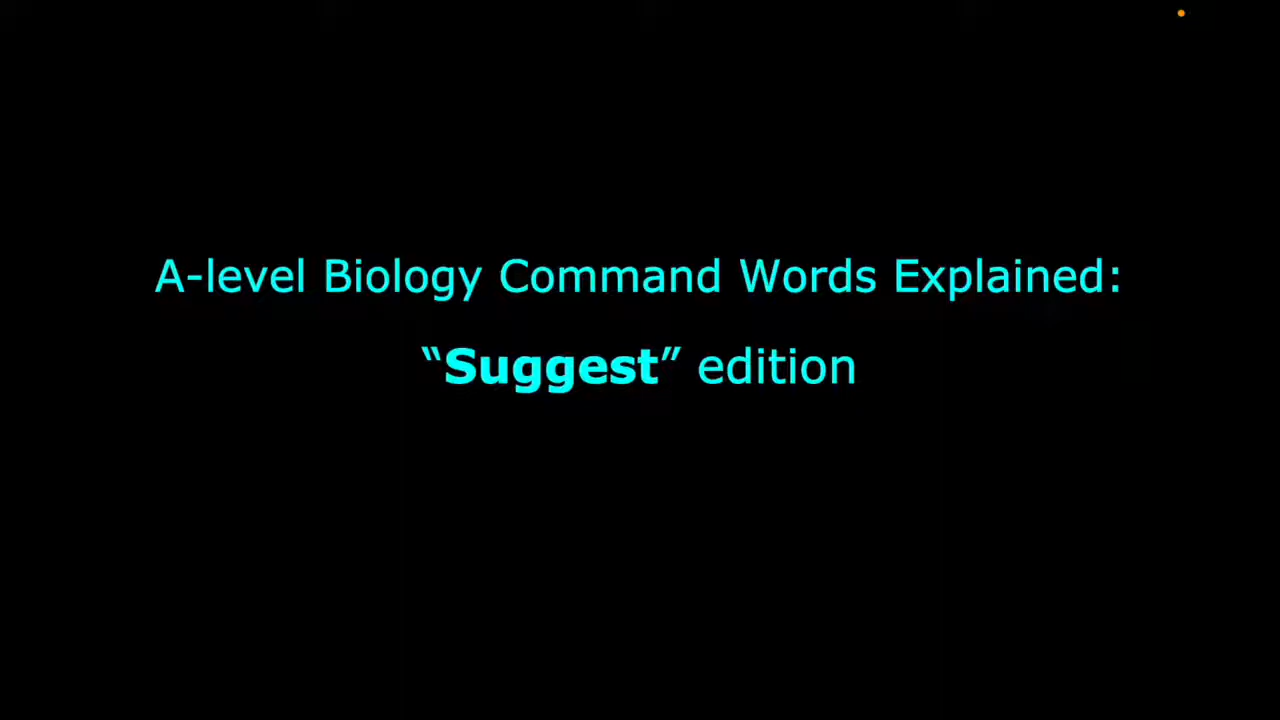 A-level Biology Command Words Explained:
“Suggest” edition